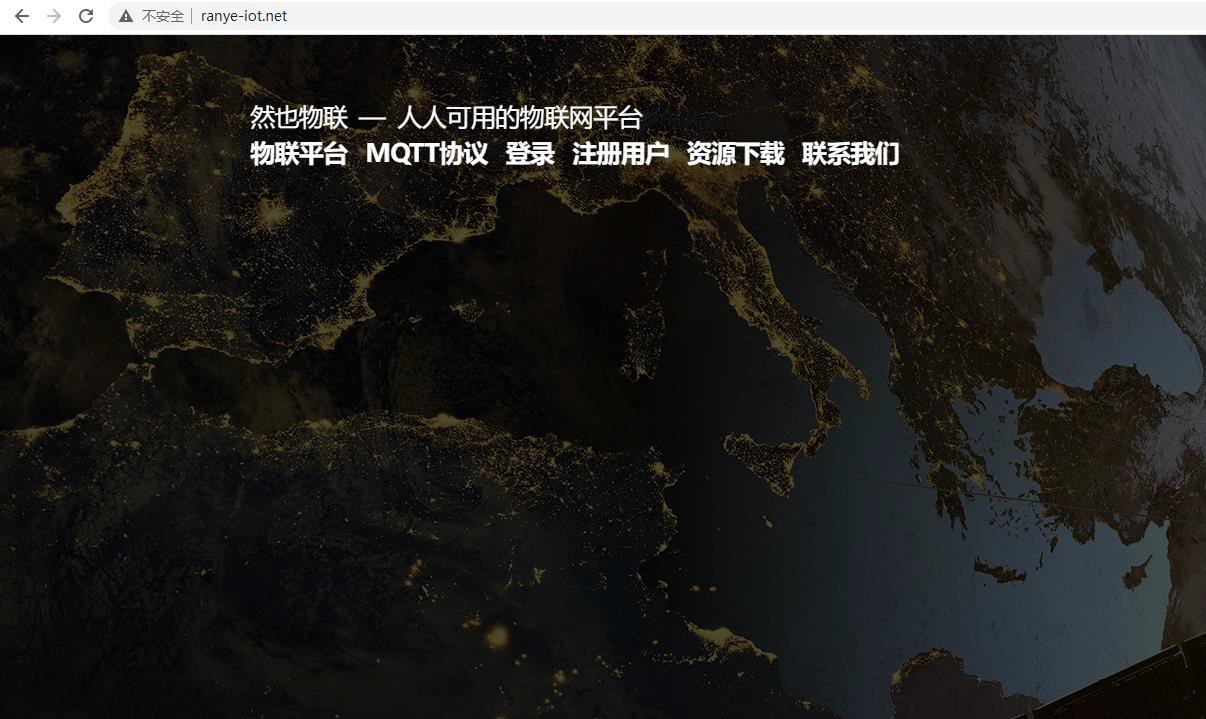 不安全 ranye-iot.net
然也物联 — 人人可用的物联网平台
物联平台 MQTT协议 登录 注册用户 资源下载 联系我们